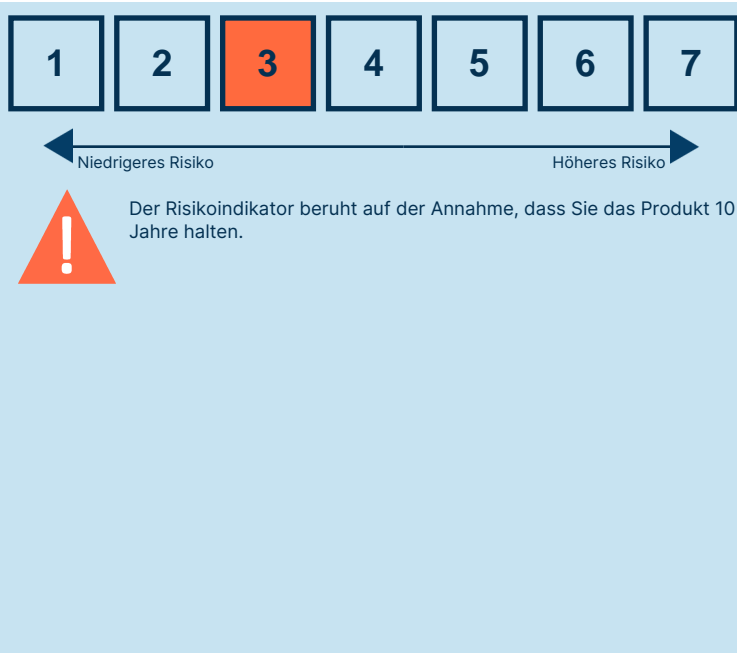 1 2 3 4 5 6 7
Niedrigeres Risiko Höheres Risiko
Der Risikoindikator beruht auf der Annahme, dass Sie das Produkt 10
Jahre halten.
!